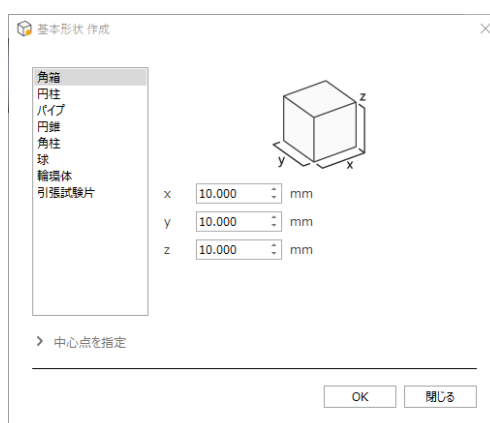 基本形状 作成
角箱
円柱
パイプ
円錐
角柱
球
輪環体
引張試験片
z
y
x
x 10.000 mm
y 10.000 mm
z 10.000 mm
中心点を指定
OK 閉じる